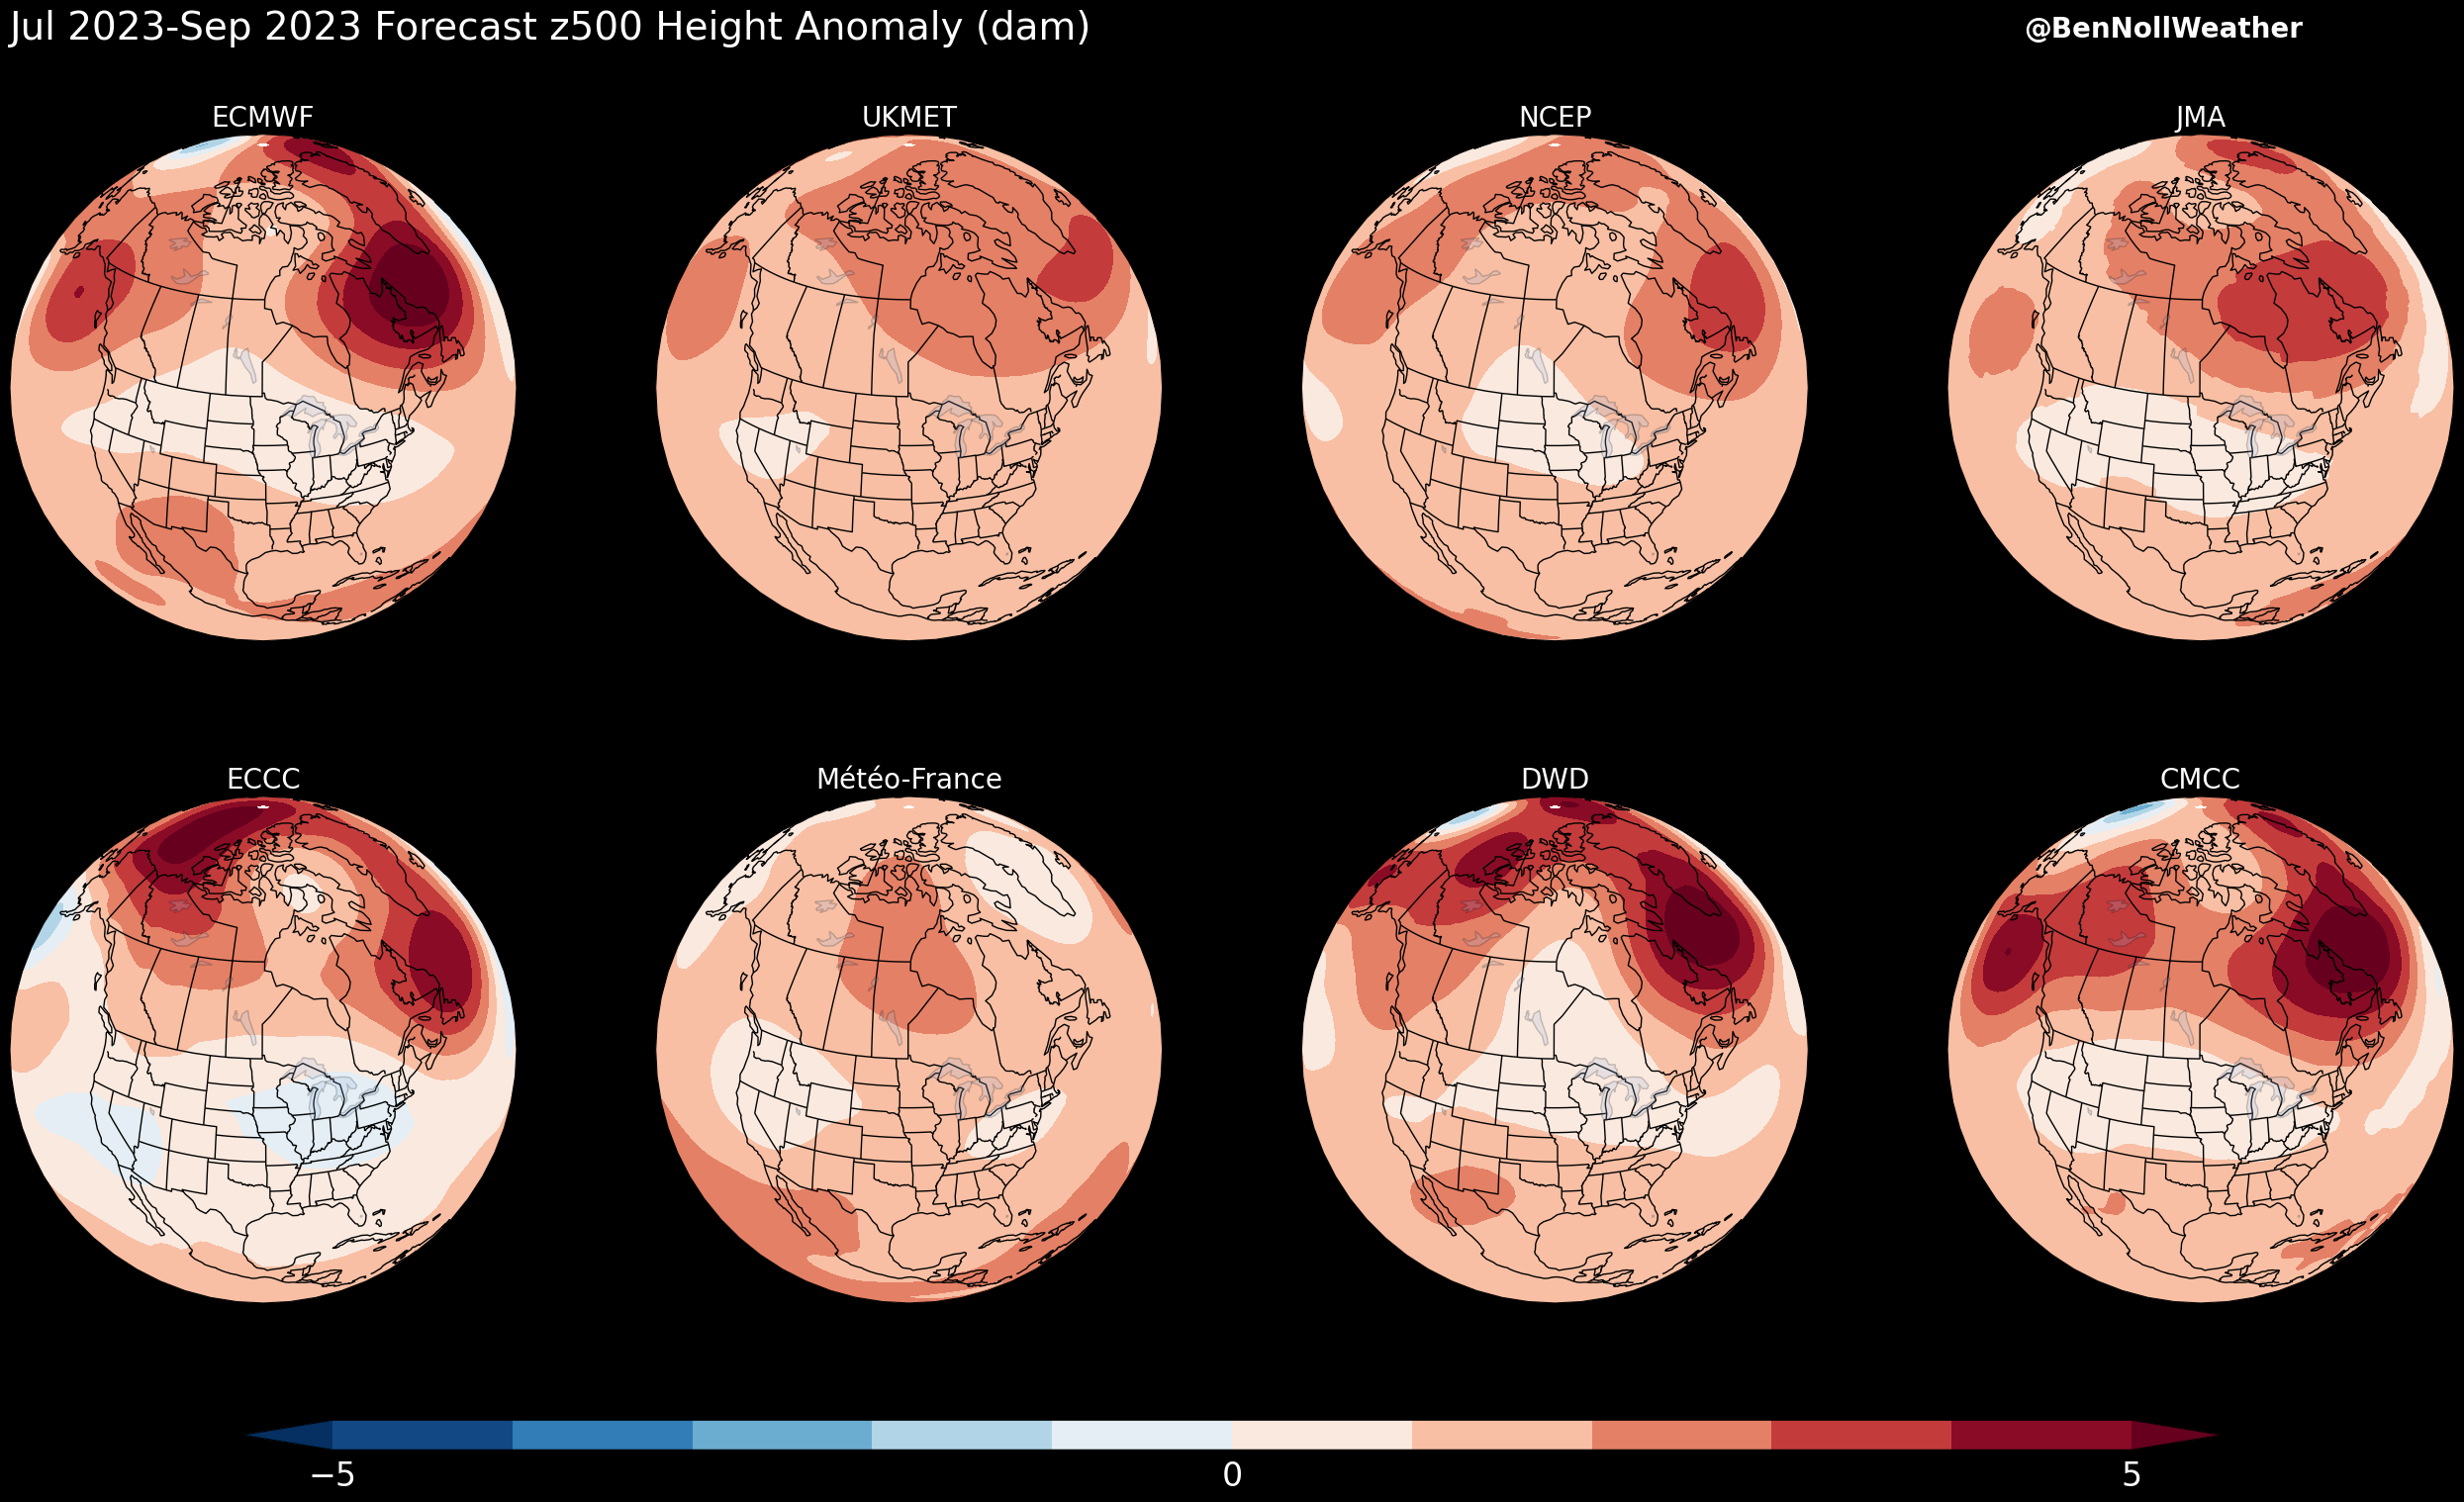 Jul 2023-Sep 2023 Forecast z500 Height Anomaly (dam)
@BenNollWeather
ECMWF
UKMET
NCEP
JMA
ECCC
Météo-France
DWD
CMCC
−5
0
5